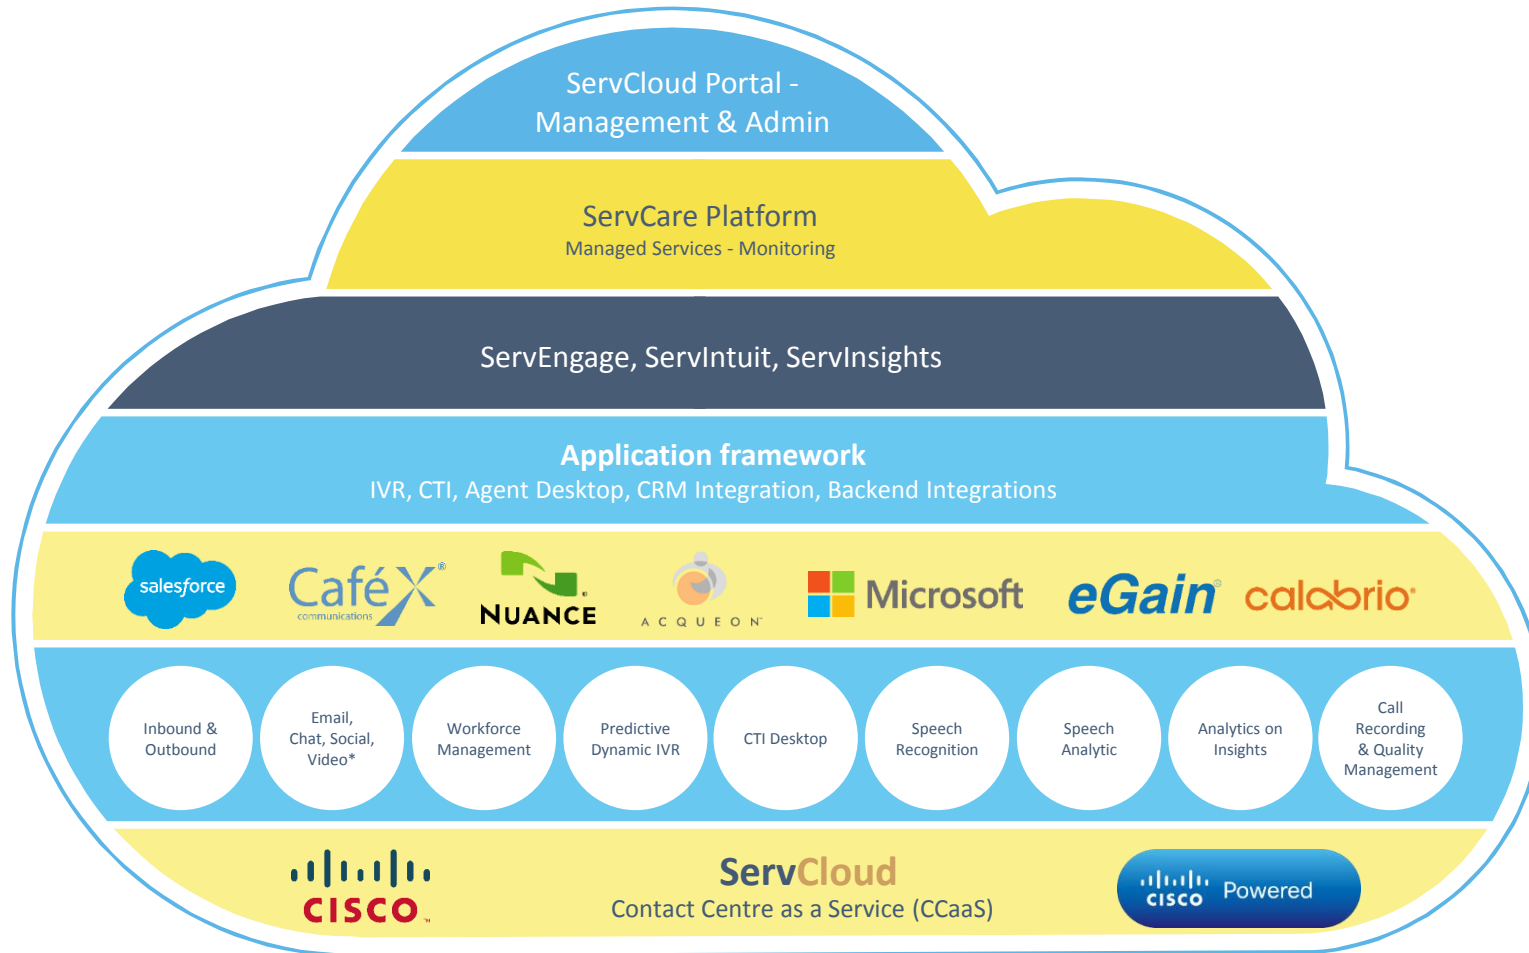 ServCloud Portal -
Management & Admin
ServCare Platform
Managed Services - Monitoring
ServEngage, ServIntuit, ServInsights
Application framework
IVR, CTI, Agent Desktop, CRM Integration, Backend Integrations
salesforce
CaféX®
communications
NUANCE
ACQUEON
Microsoft
eGain®
calabrio®
Inbound &
Outbound
Email,
Chat, Social,
Video*
Workforce
Management
Predictive
Dynamic IVR
CTI Desktop
Speech
Recognition
Speech
Analytic
Analytics on
Insights
Call
Recording
& Quality
Management
CISCO™
ServCloud
Contact Centre as a Service (CCaaS)
CISCO Powered